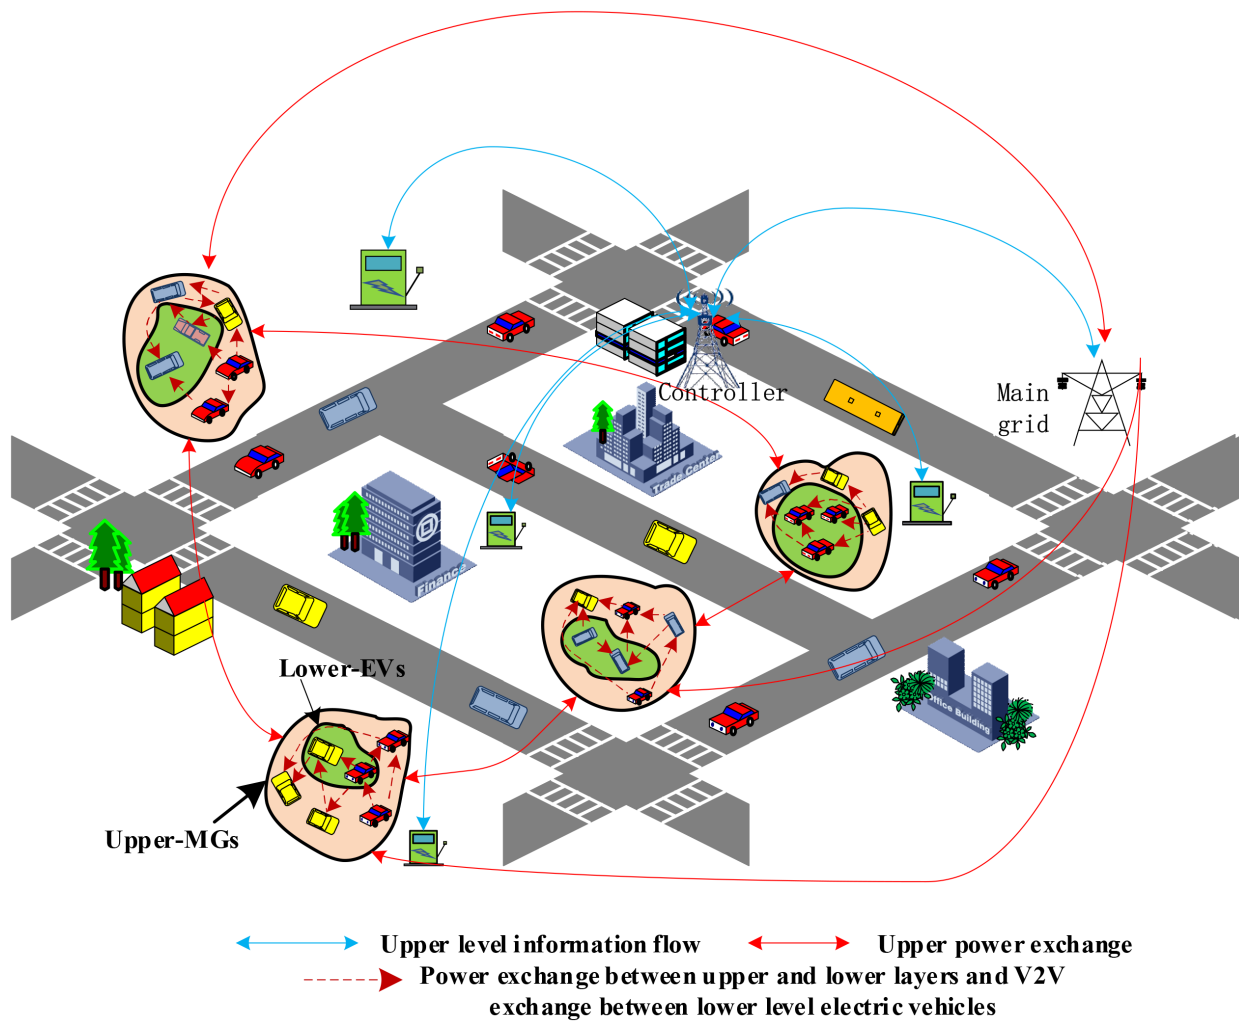 Controller
Main
grid
Trade Center
Finance
Lower-EVs
Office Building
Upper-MGs
Upper level information flow
Upper power exchange
Power exchange between upper and lower layers and V2V
exchange between lower level electric vehicles